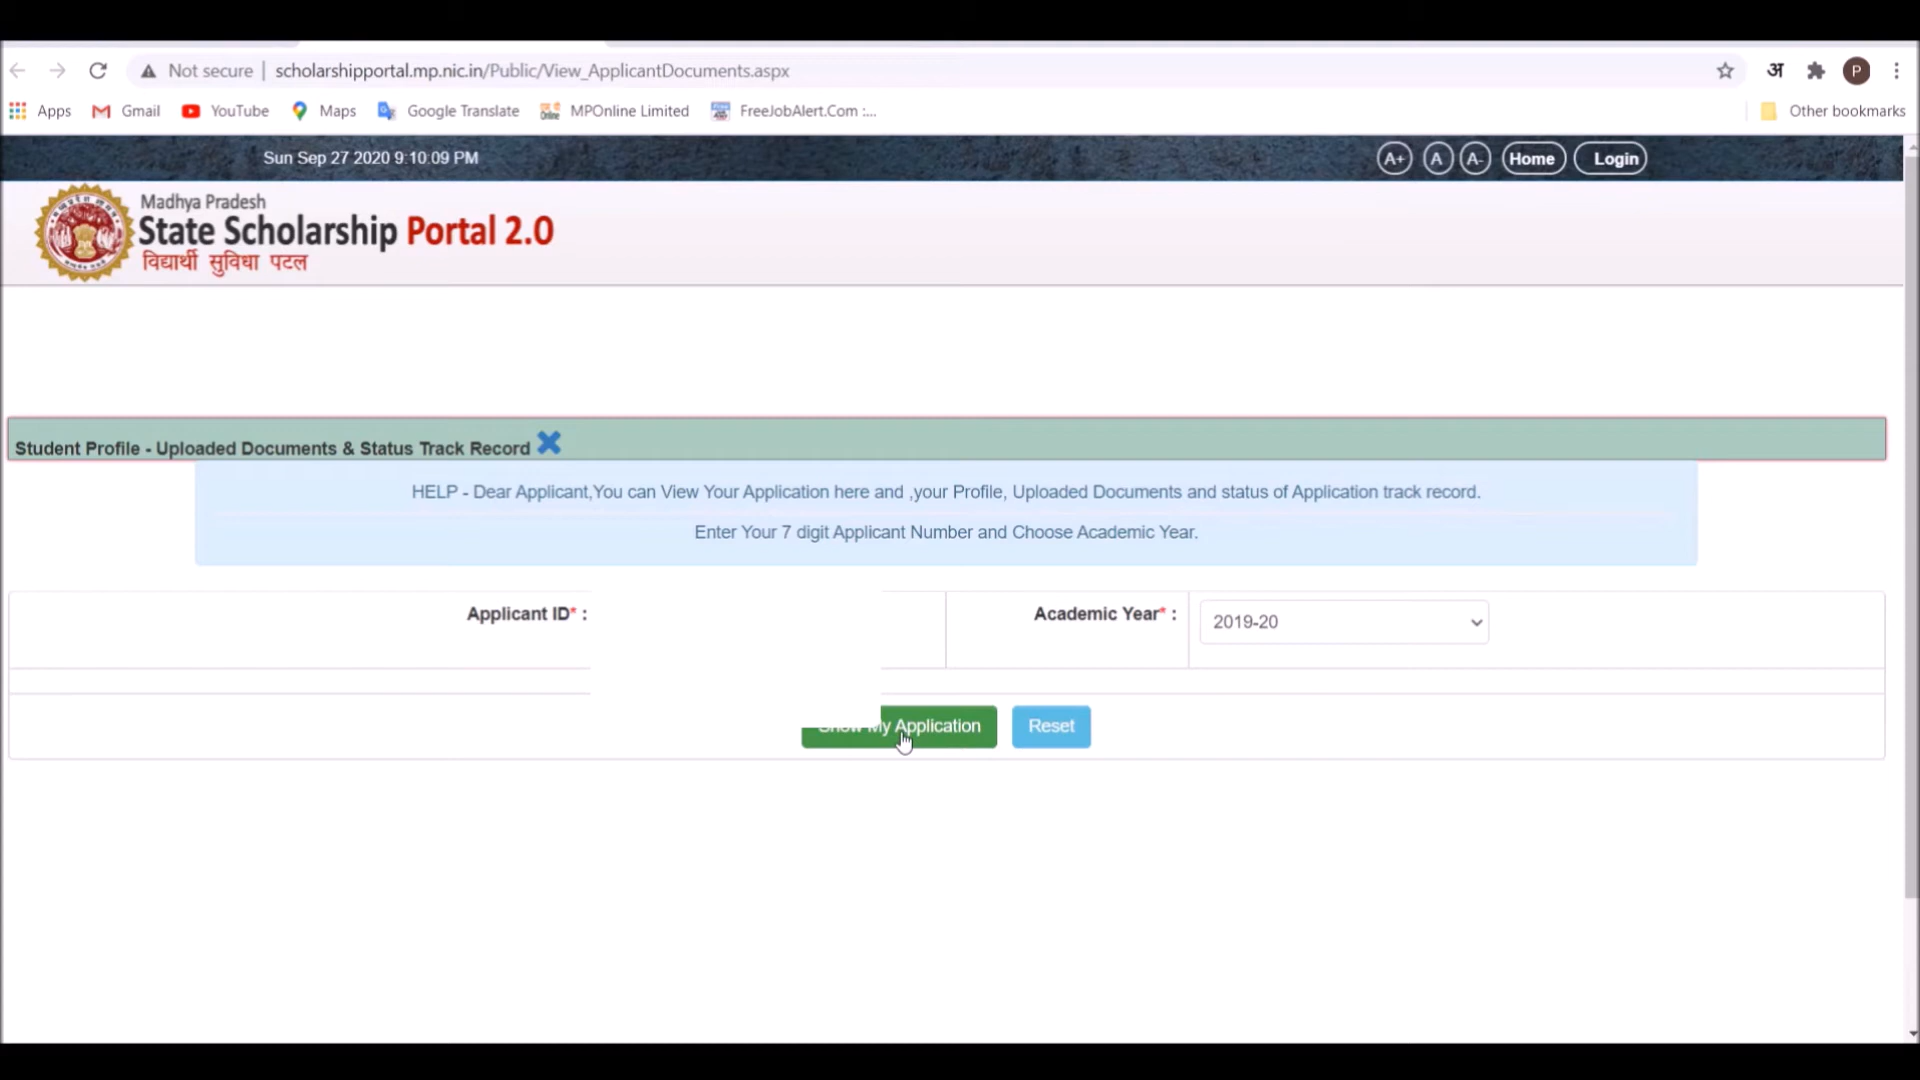 Not secure | scholarshipportal.mp.nic.in/Public/View_ApplicantDocuments.aspx अ P
Apps Gmail YouTube Maps Google Translate MPOnline Limited FreeJobAlert.Com :... Other bookmarks
Sun Sep 27 2020 9:10:09 PM A+ A A- Home Login
Madhya Pradesh
State Scholarship Portal 2.0
विद्यार्थी सुविधा पटल
Student Profile - Uploaded Documents & Status Track Record
HELP - Dear Applicant,You can View Your Application here and ,your Profile, Uploaded Documents and status of Application track record.
Enter Your 7 digit Applicant Number and Choose Academic Year.
Applicant ID* : Academic Year* : 2019-20
Show My Application Reset